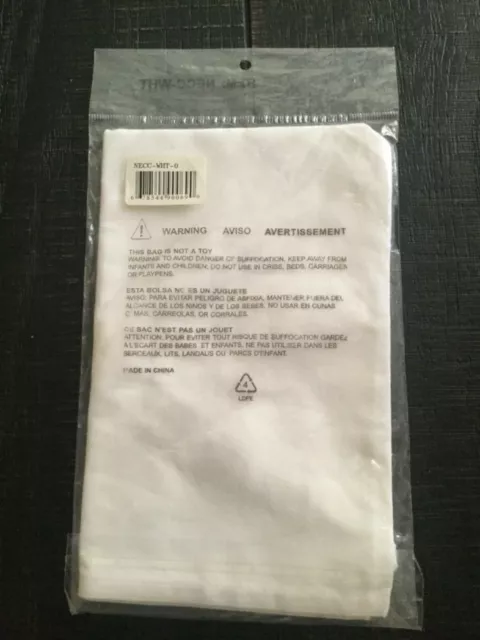 NECC-WHT
NECC-WHT-0
WARNING AVISO AVERTISSEMENT
THIS BAG IS NOT A TOY
WARNING: TO AVOID DANGER OF SUFFOCATION, KEEP AWAY FROM
INFANTS AND CHILDREN. DO NOT USE IN CRIBS, BEDS, CARRIAGES
OR PLAYPENS.
ESTA BOLSA NO ES UN JUGUETE
AVISO: PARA EVITAR PELIGRO DE ASFIXIA, MANTENER FUERA DEL
ALCANCE DE LOS NINOS Y DE LOS BEBES. NO USAR EN CUNAS
CAMAS, CARREOLAS, OR CORRALES.
CE SAC N'EST PAS UN JOUET
ATTENTION: POUR EVITER TOUT RISQUE DE SUFFOCATION GARDEZ
A L'ECART DES BABES, ET ENFANTS. NE PAS UTILISER DANS LES
BERCEAUX, LITS, LANDAUS OU PARCS D'ENFANT.
MADE IN CHINA
4
LDPE